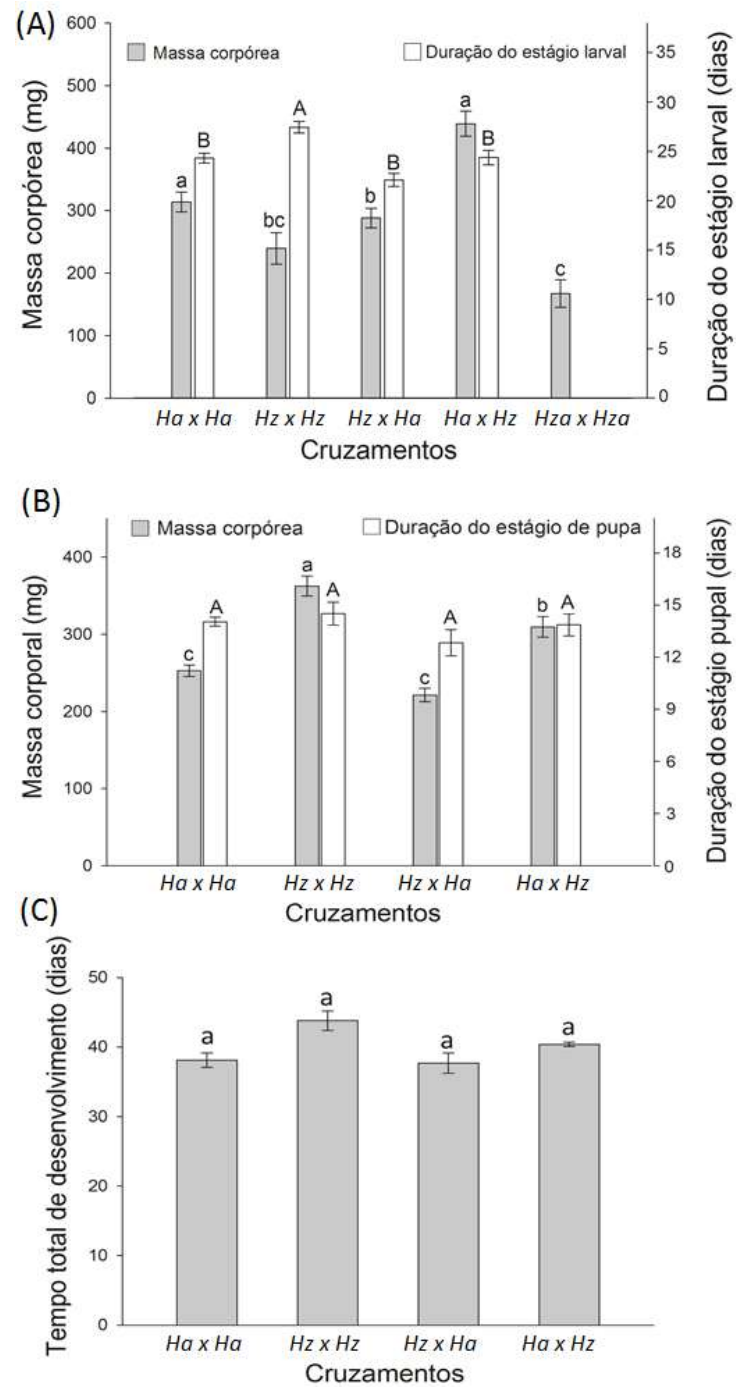 (A)
Massa corpórea (mg)
600
500
400
300
200
100
0
Massa corpórea
Duração do estágio larval
a
B
bc
A
b
B
a
B
c
35
30
25
20
15
10
5
0
Duração do estágio larval (dias)
Ha x Ha Hz x Hz Hz x Ha Ha x Hz Hza x Hza
Cruzamentos
(B)
Massa corporal (mg)
400
300
200
100
0
Massa corpórea
Duração do estágio de pupa
c
A
a
A
c
A
b
A
18
15
12
9
6
3
0
Duração do estágio pupal (dias)
Ha x Ha Hz x Hz Hz x Ha Ha x Hz
Cruzamentos
(C)
Tempo total de desenvolvimento (dias)
50
40
30
20
10
0
a
a
a
a
Ha x Ha Hz x Hz Hz x Ha Ha x Hz
Cruzamentos